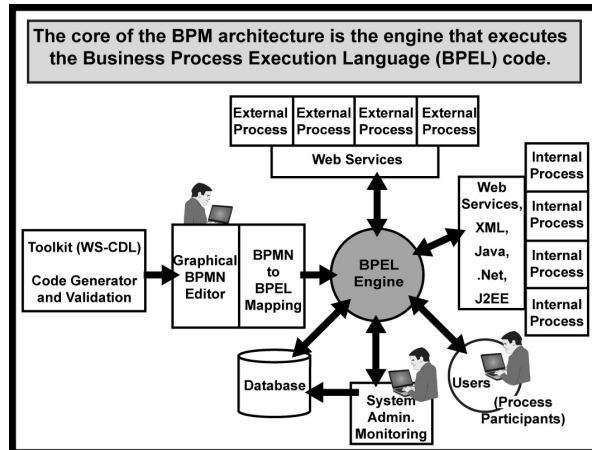 The core of the BPM architecture is the engine that executes
the Business Process Execution Language (BPEL) code.
External
Process
External
Process
External
Process
External
Process
Web Services
Internal
Process
Internal
Process
Internal
Process
Internal
Process
Web
Services,
XML,
Java,
.Net,
J2EE
Toolkit (WS-CDL)
Code Generator
and Validation
Graphical
BPMN
Editor
BPMN
to
BPEL
Mapping
BPEL
Engine
Database
System
Admin.
Monitoring
Users
(Process
Participants)